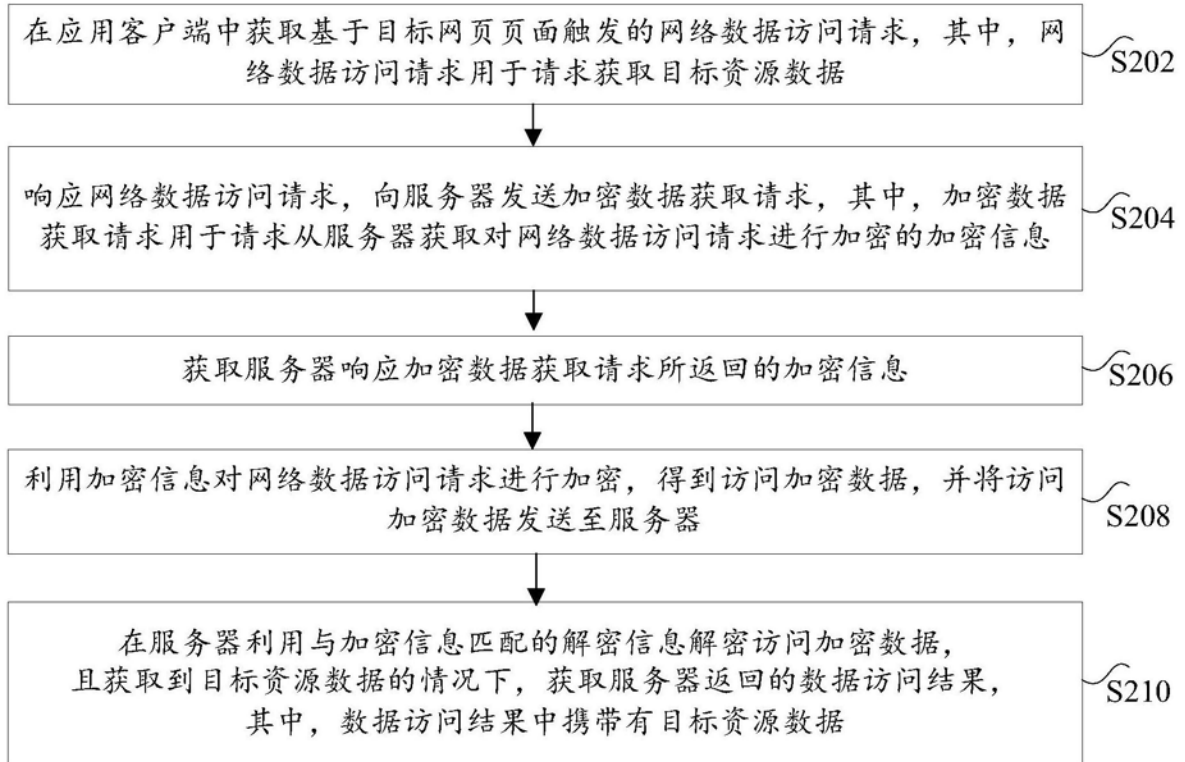 在应用客户端中获取基于目标网页页面触发的网络数据访问请求，其中，网
络数据访问请求用于请求获取目标资源数据
S202
响应网络数据访问请求，向服务器发送加密数据获取请求，其中，加密数据
获取请求用于请求从服务器获取对网络数据访问请求进行加密的加密信息
S204
获取服务器响应加密数据获取请求所返回的加密信息
S206
利用加密信息对网络数据访问请求进行加密，得到访问加密数据，并将访问
加密数据发送至服务器
S208
在服务器利用与加密信息匹配的解密信息解密访问加密数据，
且获取到目标资源数据的情况下，获取服务器返回的数据访问结果，
其中，数据访问结果中携带有目标资源数据
S210